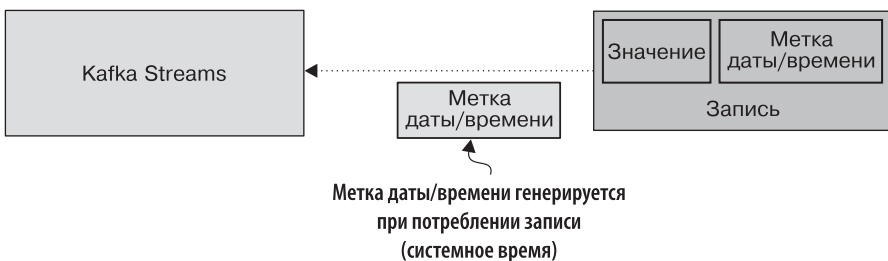 Kafka Streams
Метка
даты/времени
Значение
Метка
даты/времени
Запись
Метка даты/времени генерируется
при потреблении записи
(системное время)